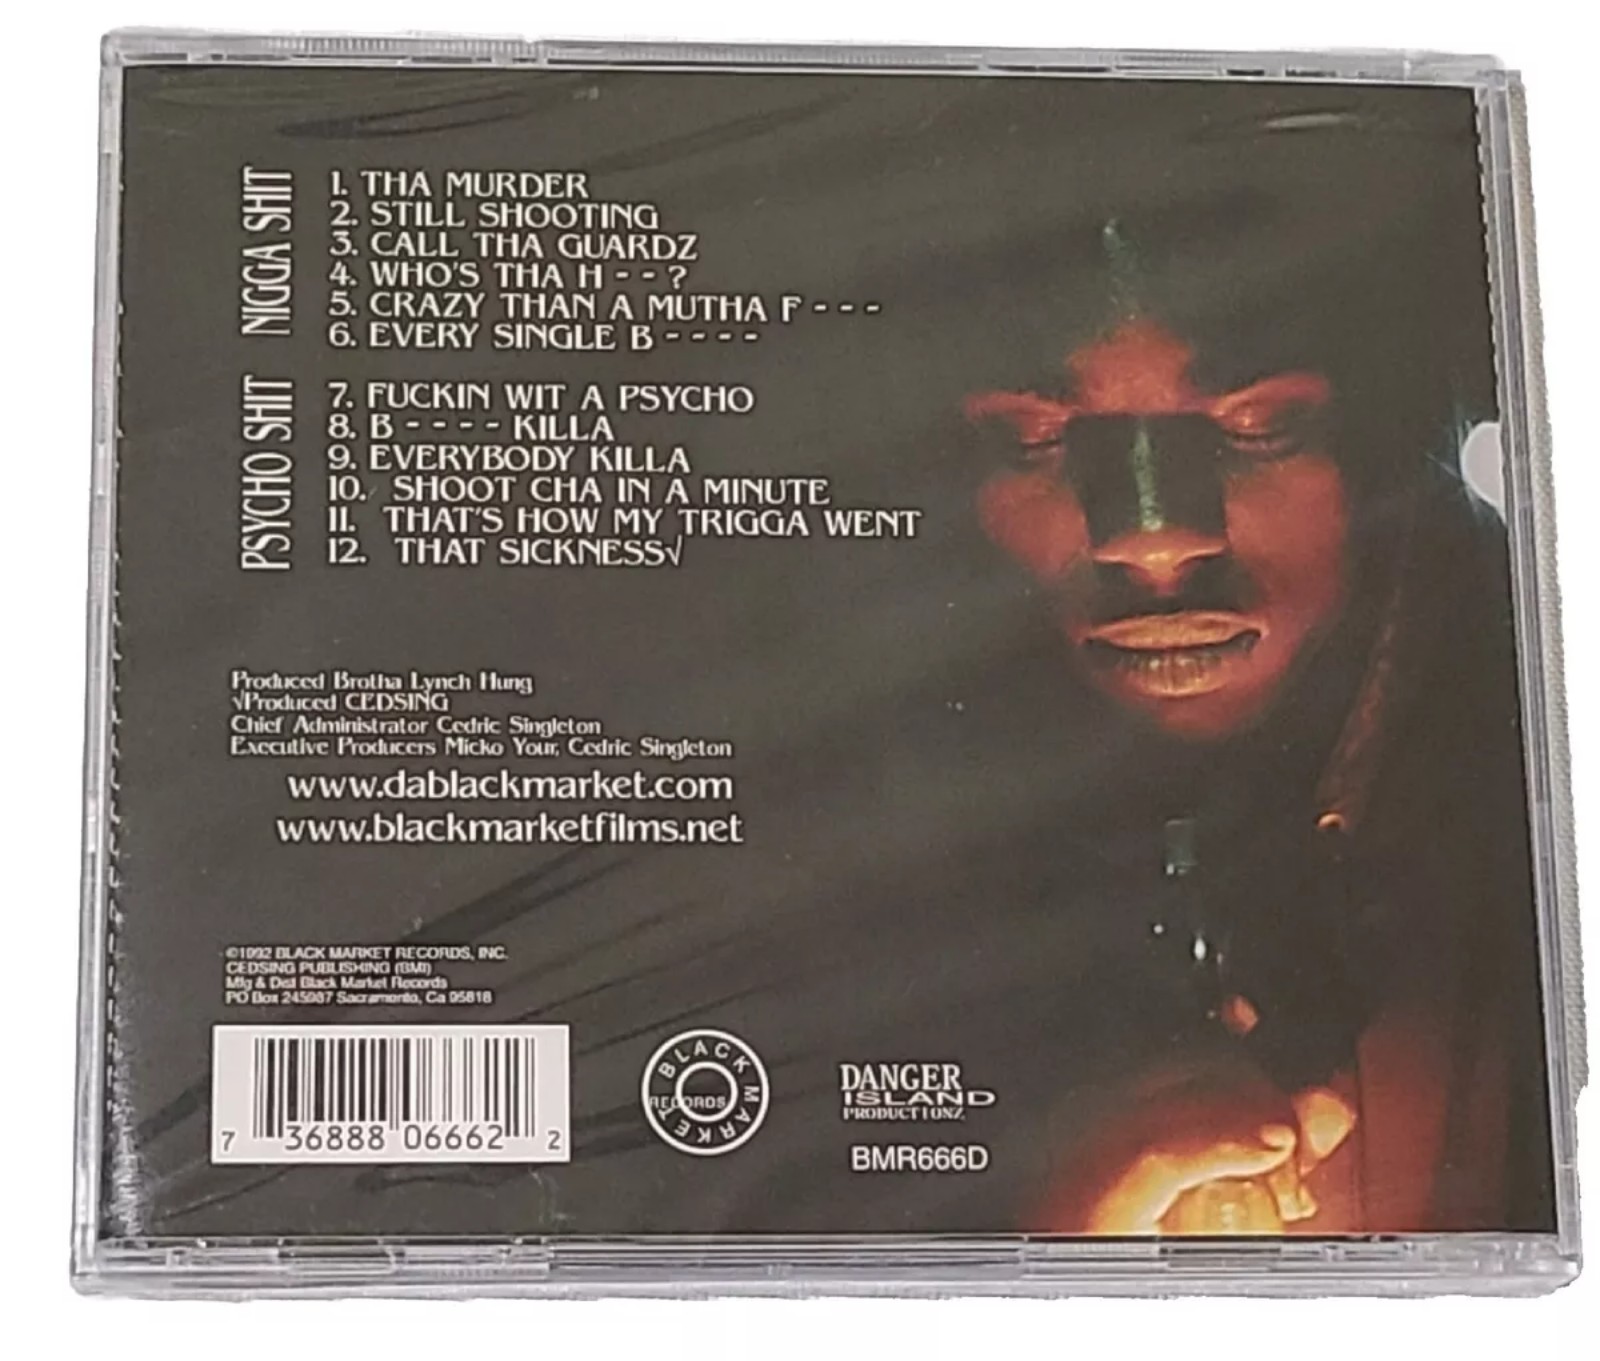 NIGGA SHIT
1. THA MURDER
2. STILL SHOOTING
3. CALL THA GUARDZ
4. WHO'S THA H - - ?
5. CRAZY THAN A MUTHA F - - -
6. EVERY SINGLE B - - - -
PSYCHO SHIT
7. FUCKIN WIT A PSYCHO
8. B - - - - KILLA
9. EVERYBODY KILLA
10. SHOOT CHA IN A MINUTE
11. THAT'S HOW MY TRIGGA WENT
12. THAT SICKNESS√
Produced Brotha Lynch Hung
√Produced CEDSING
Chief Administrator Cedric Singleton
Executive Producers Micko Your, Cedric Singleton
www.dablackmarket.com
www.blackmarketfilms.net
©1992 BLACK MARKET RECORDS, INC.
CEDSING PUBLISHING (BMI)
Mfg & Dist Black Market Records
PO Box 245087 Sacramento, Ca 95818
7 36888 06662 2
BLACK MARKET
RECORDS
DANGER
ISLAND
PRODUCTIONZ
BMR666D